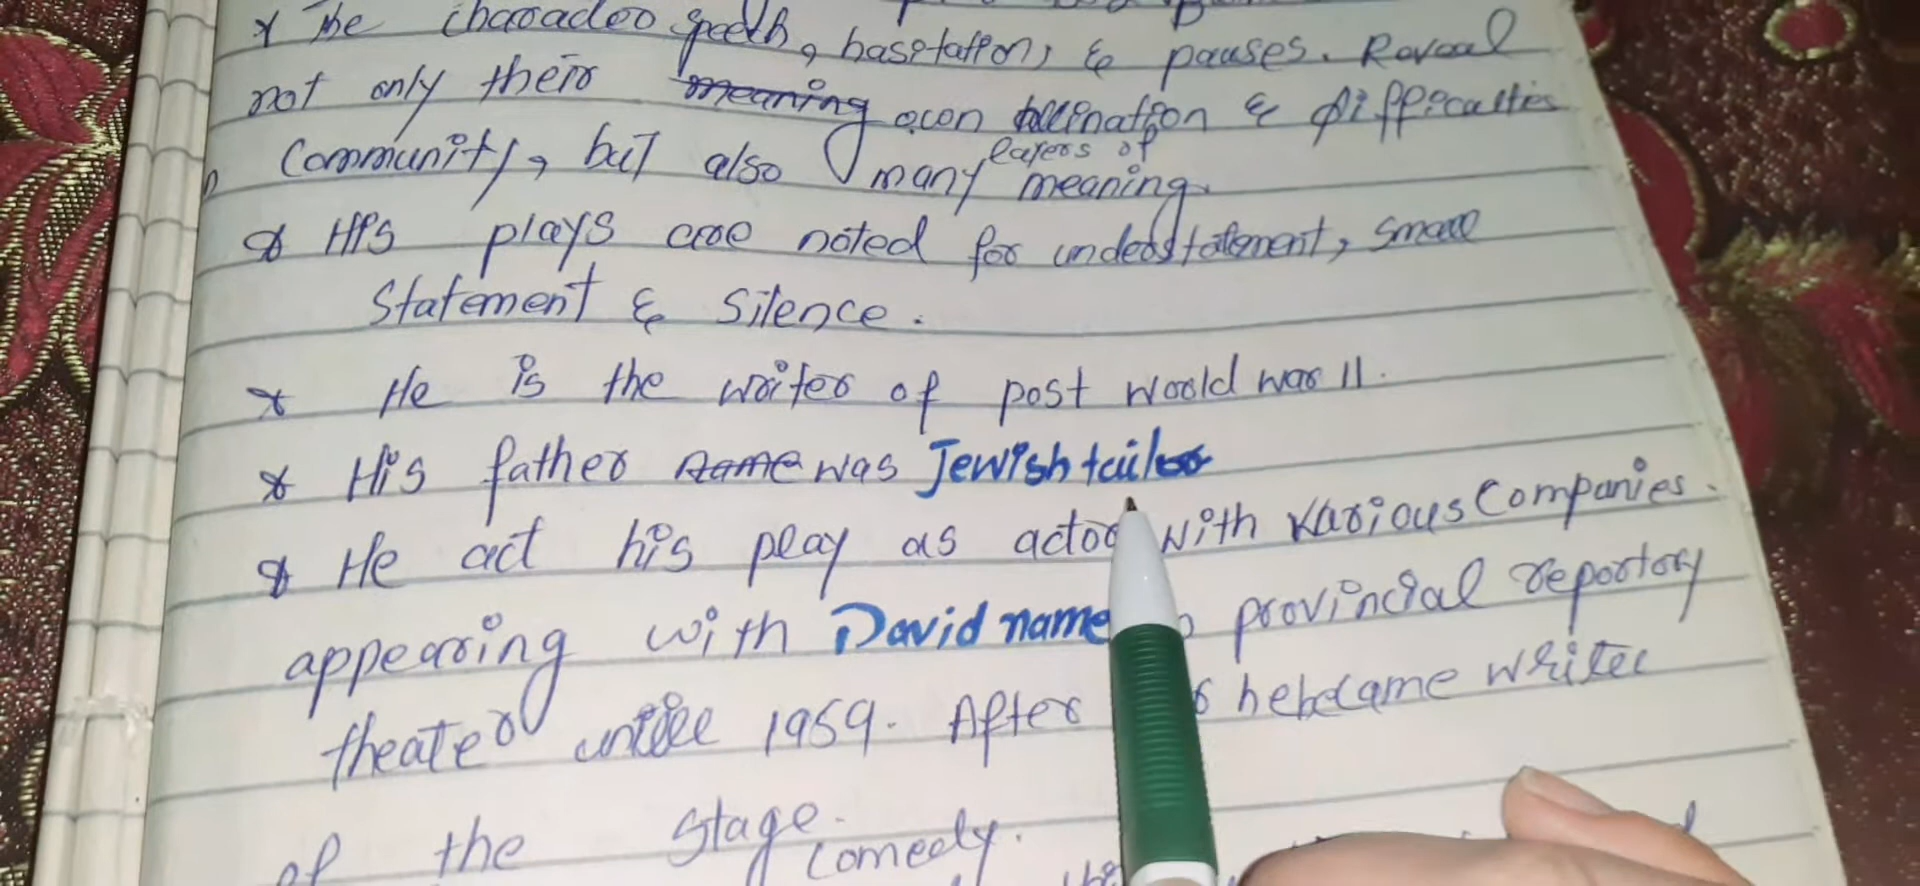 * The character speech, hasitation, & pauses. Reveal
not only their meaning own & difficulties
Community, but also many layers of meaning.
* His plays are noted for understatement, small
Statement & Silence.
* He is the writer of post world war II.
* His father name was Jewish tailor
* He act his play as actor with various Companies.
appearing with David name provincial reportory
theater untill 1959. After he became writer
of the stage.
comedy.